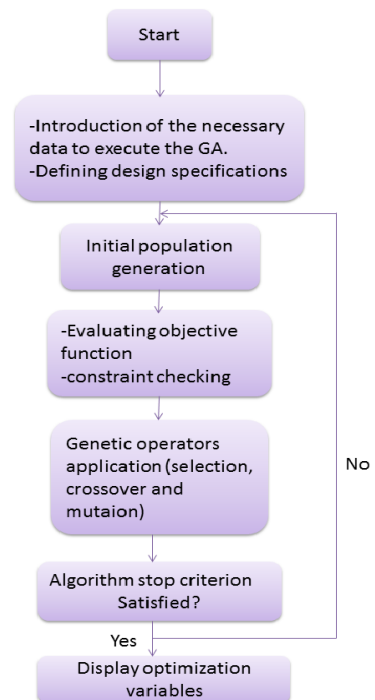 Start
-Introduction of the necessary
data to execute the GA.
-Defining design specifications
Initial population
generation
-Evaluating objective
function
-constraint checking
Genetic operators
application (selection,
crossover and
mutaion)
No
Algorithm stop criterion
Satisfied?
Yes
Display optimization
variables